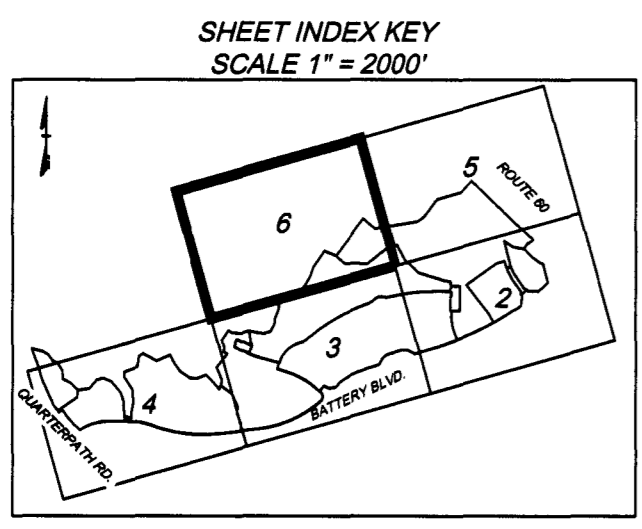 SHEET INDEX KEY
SCALE 1" = 2000'
5
ROUTE 60
6
2
3
BATTERY BLVD.
4
QUARTERPATH RD.